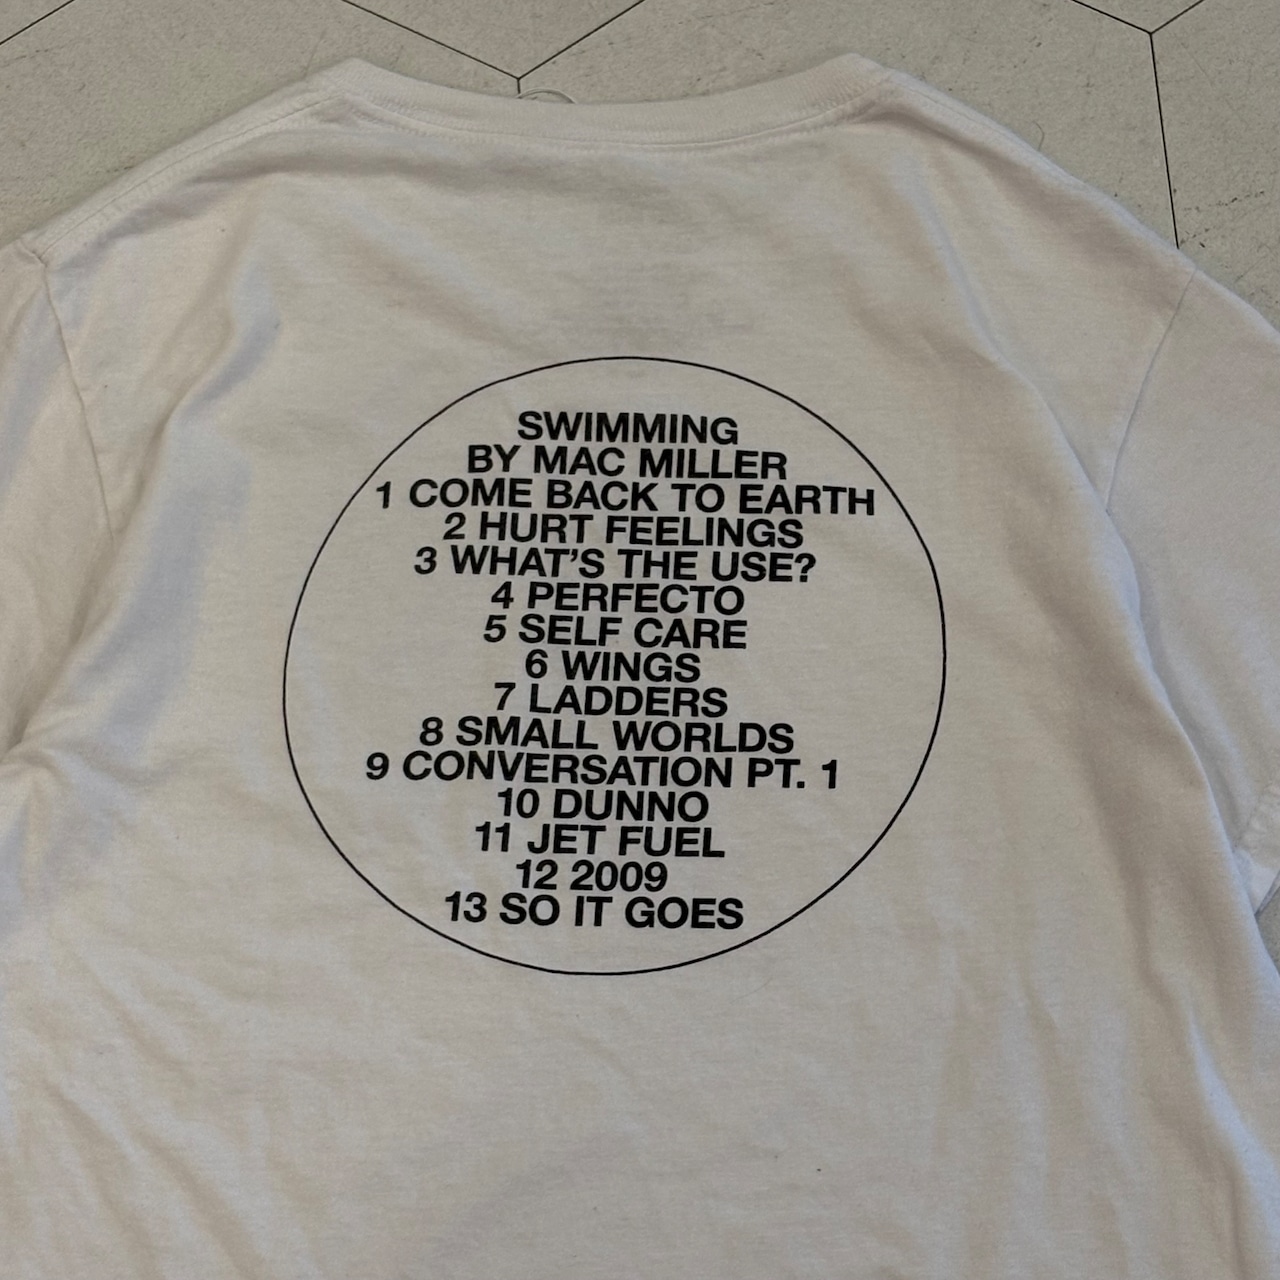 SWIMMING
BY MAC MILLER
1 COME BACK TO EARTH
2 HURT FEELINGS
3 WHAT'S THE USE?
4 PERFECTO
5 SELF CARE
6 WINGS
7 LADDERS
8 SMALL WORLDS
9 CONVERSATION PT. 1
10 DUNNO
11 JET FUEL
12 2009
13 SO IT GOES